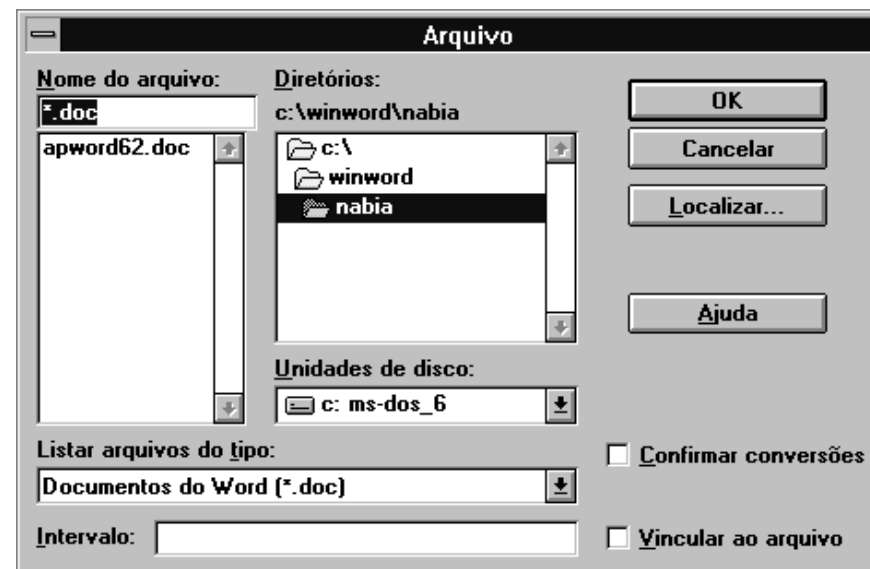 Arquivo
Nome do arquivo:
*.doc
apword62.doc
Diretórios:
c:\winword\nabia
c:\
winword
nabia
Unidades de disco:
c: ms-dos_6
Listar arquivos do tipo:
Documentos do Word (*.doc)
Intervalo:
OK
Cancelar
Localizar...
Ajuda
Confirmar conversões
Vincular ao arquivo